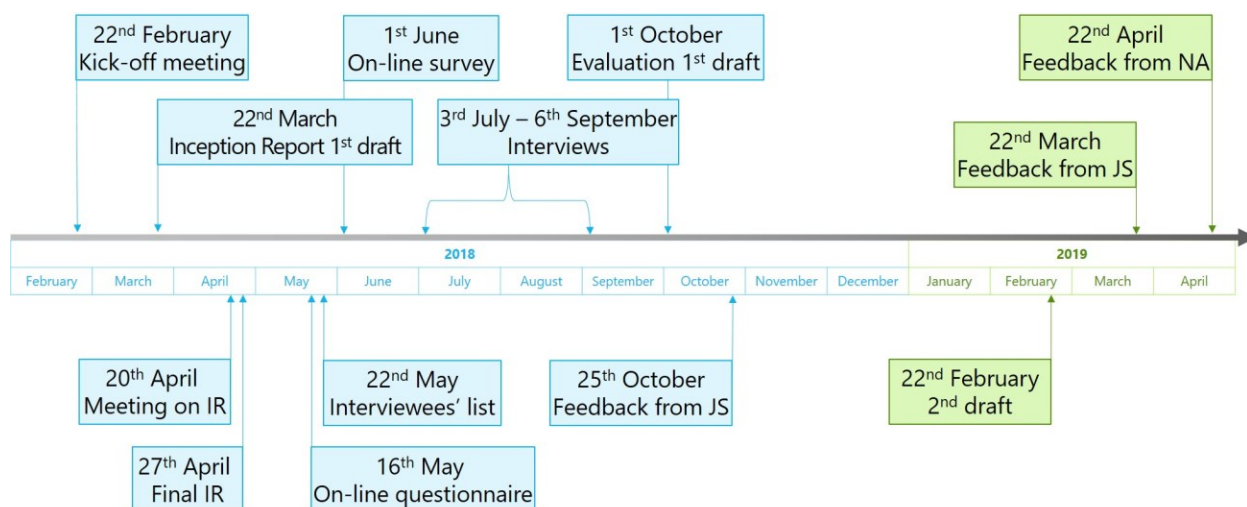 22nd February
Kick-off meeting
1st June
On-line survey
1st October
Evaluation 1st draft
22nd April
Feedback from NA
22nd March
Inception Report 1st draft
3rd July – 6th September
Interviews
22nd March
Feedback from JS
2018
2019
February
March
April
May
June
July
August
September
October
November
December
January
February
March
April
20th April
Meeting on IR
22nd May
Interviewees’ list
25th October
Feedback from JS
22nd February
2nd draft
27th April
Final IR
16th May
On-line questionnaire